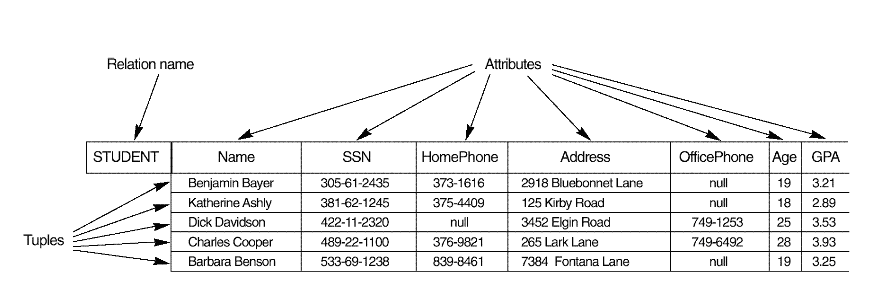 Relation name Attributes
STUDENT Name SSN HomePhone Address OfficePhone Age GPA
Benjamin Bayer 305-61-2435 373-1616 2918 Bluebonnet Lane null 19 3.21
Katherine Ashly 381-62-1245 375-4409 125 Kirby Road null 18 2.89
Dick Davidson 422-11-2320 null 3452 Elgin Road 749-1253 25 3.53
Tuples Charles Cooper 489-22-1100 376-9821 265 Lark Lane 749-6492 28 3.93
Barbara Benson 533-69-1238 839-8461 7384 Fontana Lane null 19 3.25